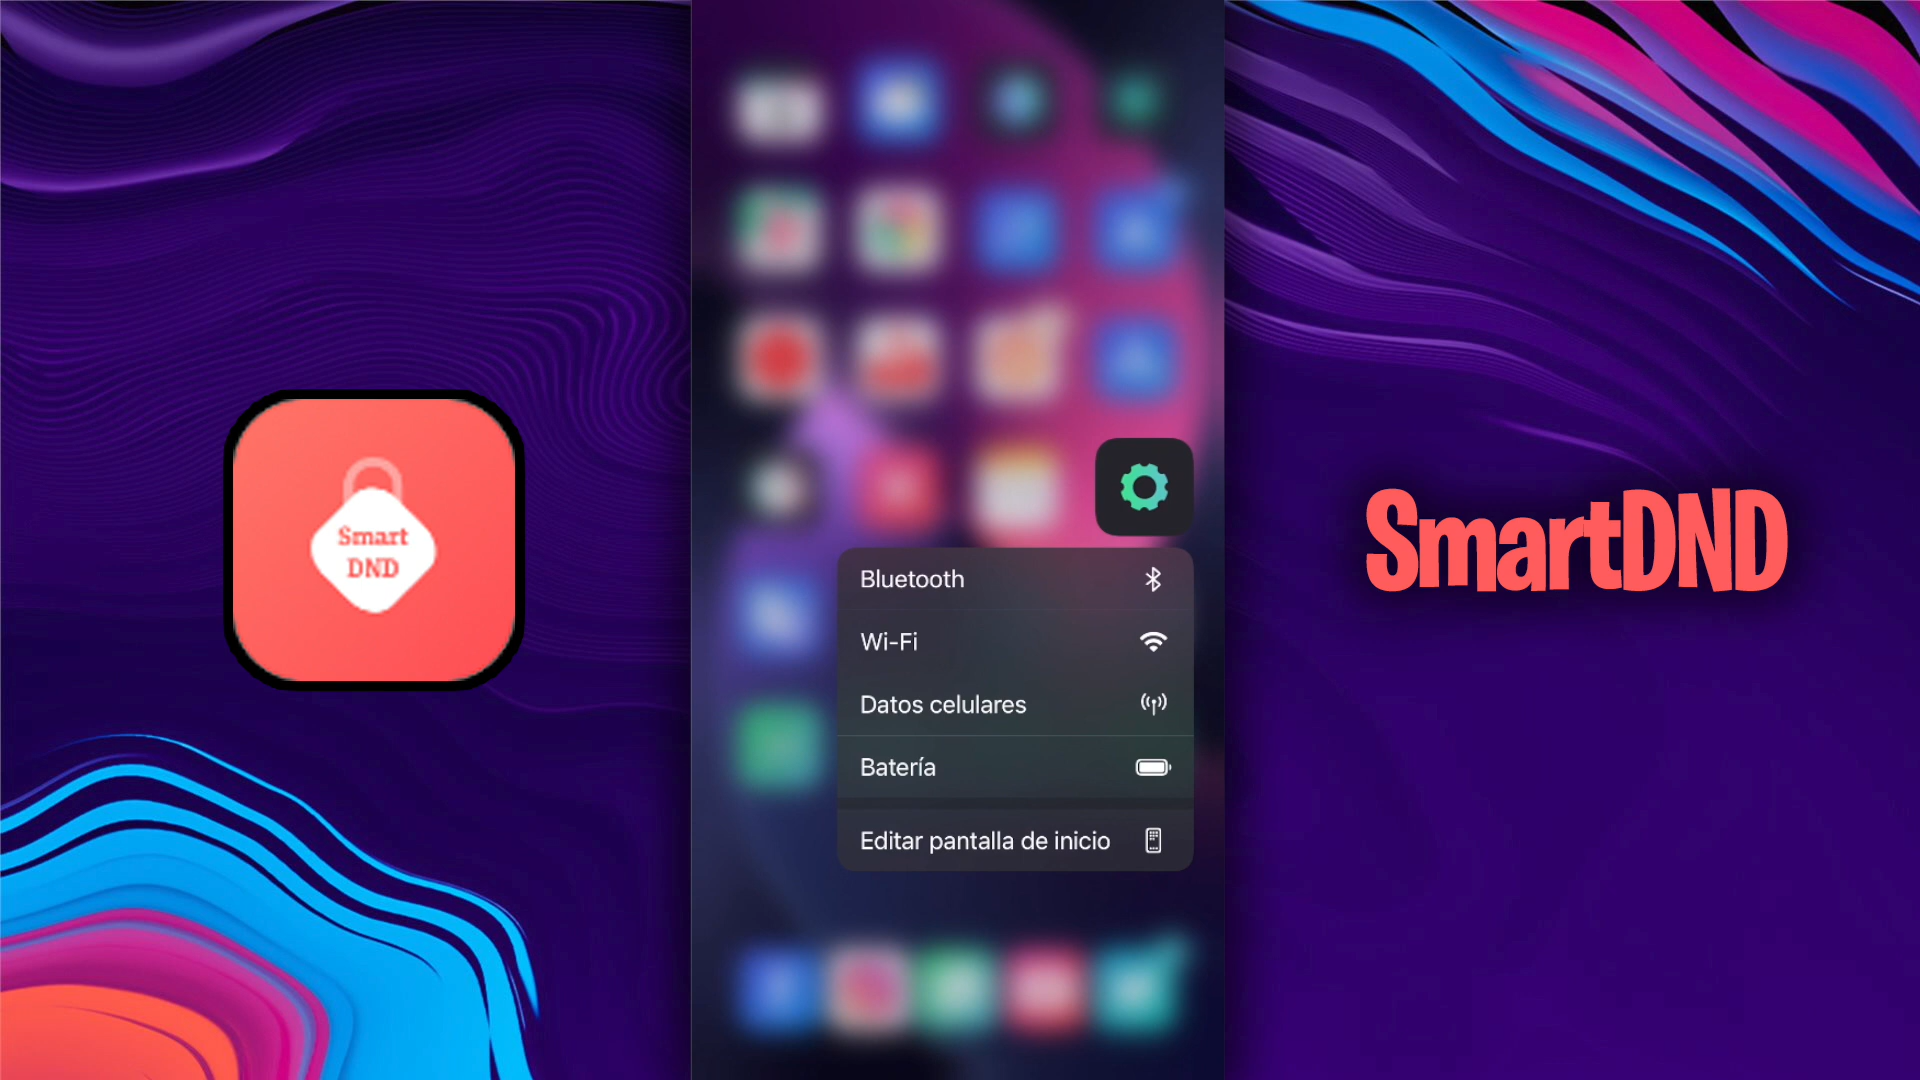 Smart
DND
Bluetooth
Wi-Fi
Datos celulares
Batería
Editar pantalla de inicio
SmartDND